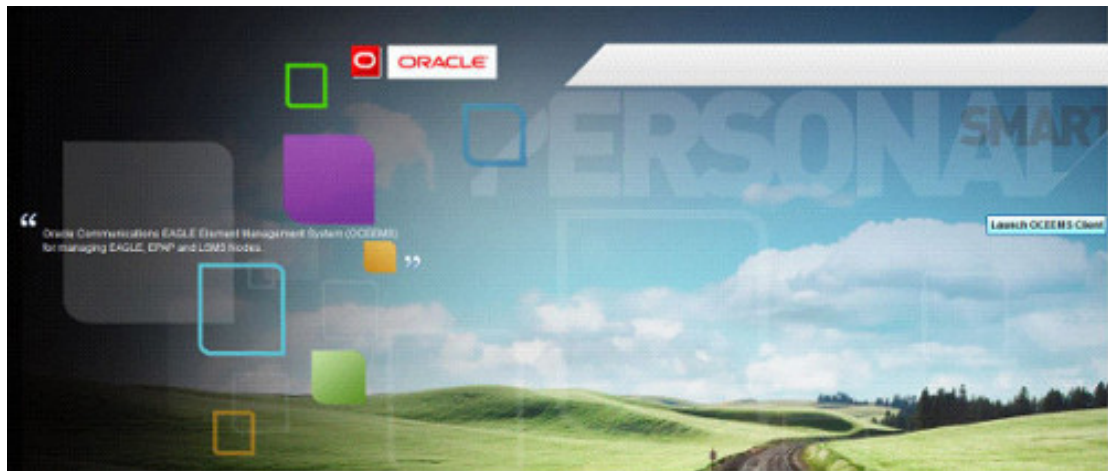 ORACLE
PERSONAL
SMART
Launch OCEEMS Client
“ Oracle Communications EAGLE Element Management System (OCEEMS)
for managing EAGLE, EPAP and LSMS Nodes. ”